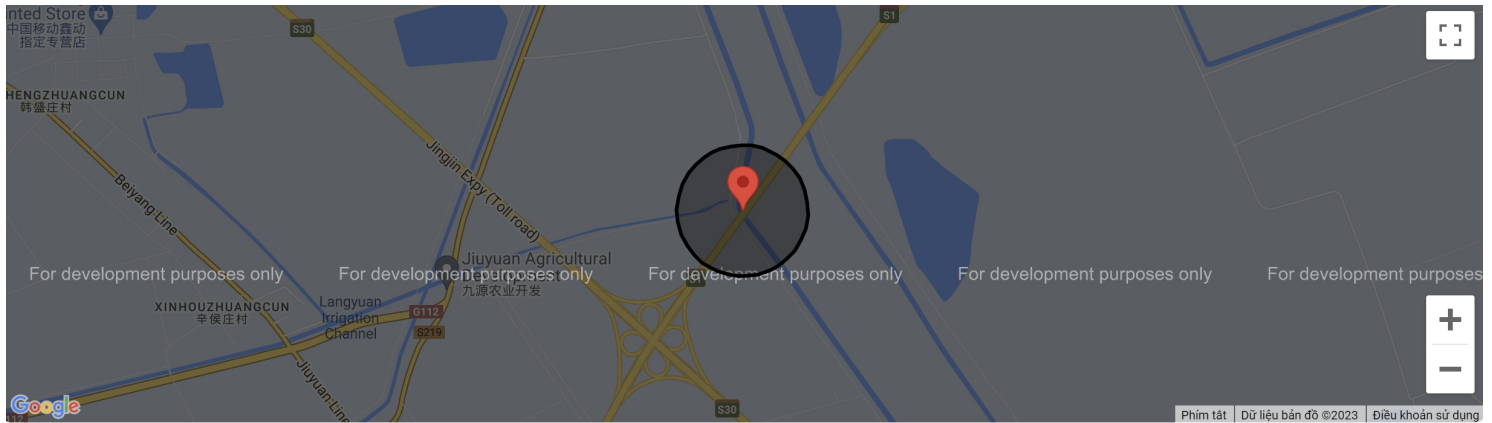 nted Store
中国移动鑫动
指定专营店
S30
S1
HENGZHUANGCUN
韩盛庄村
Jingjin Expy (Toll road)
Beiyang Line
Jiuyuan Agricultural
Development
九源农业开发
For development purposes only
For development purposes only
For development purposes only
For development purposes only
For development purposes
XINHOUZHUANGCUN
辛侯庄村
Langyuan
Irrigation
Channel
G112
S219
S1
Jiuyuan Line
S30
Google
112
Phím tắt
Dữ liệu bản đồ ©2023
Điều khoản sử dụng